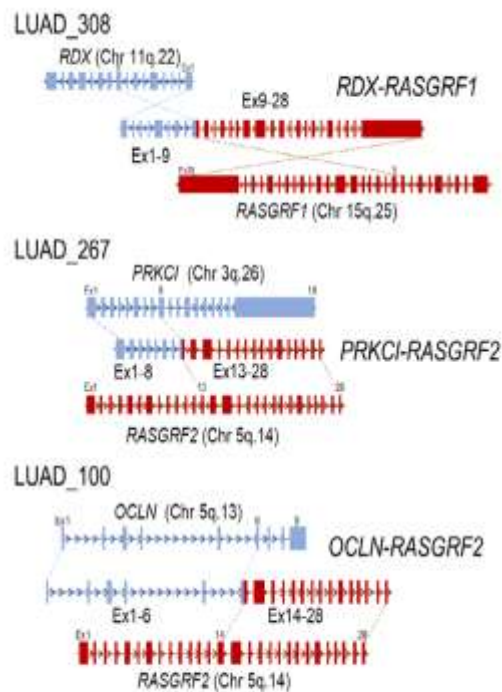 LUAD_308
RDX (Chr 11q.22)
Ex9-28
RDX-RASGRF1
Ex1-9
RASGRF1 (Chr 15q.25)
LUAD_267
PRKCI (Chr 3q.26)
Ex1 8 18
PRKCI-RASGRF2
Ex1-8 Ex13-28
Ex1 13 28
RASGRF2 (Chr 5q.14)
LUAD_100
OCLN (Chr 5q.13)
Ex1 6 9
OCLN-RASGRF2
Ex1-6 Ex14-28
Ex1 14 28
RASGRF2 (Chr 5q.14)